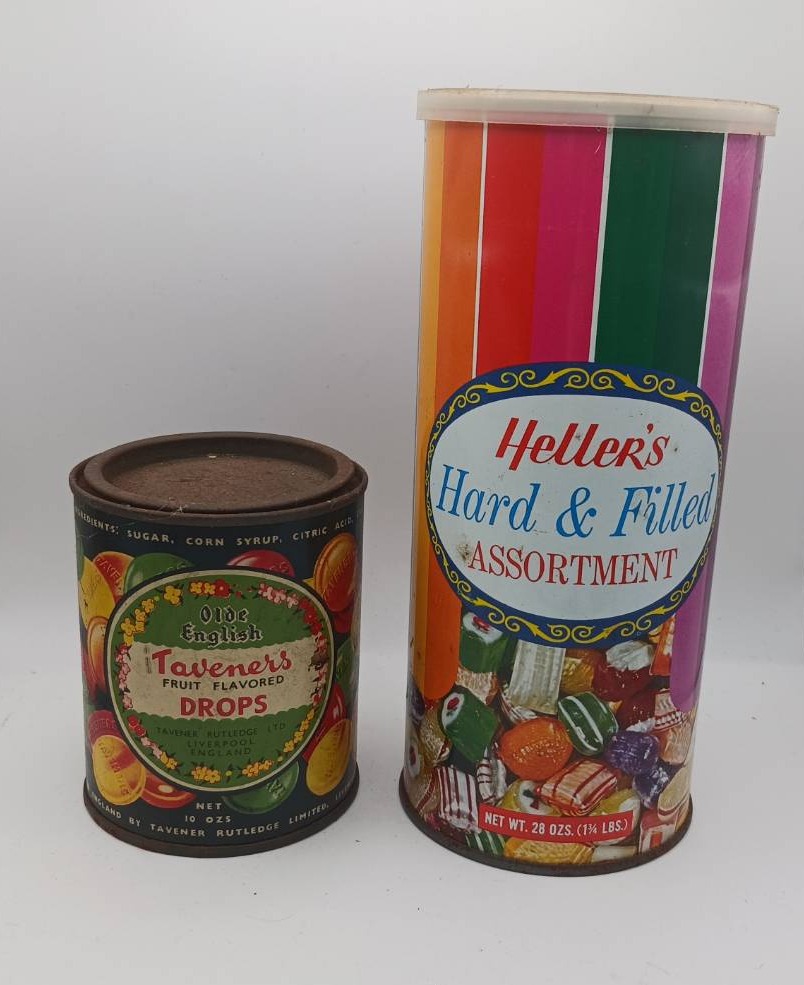 INGREDIENTS: SUGAR, CORN SYRUP, CITRIC ACID,
Olde
English
Taveners
FRUIT FLAVORED
DROPS
TAVENER RUTLEDGE LTD
LIVERPOOL
ENGLAND
NET
10 OZS
ENGLAND BY TAVENER RUTLEDGE LIMITED,
Heller's
Hard & Filled
ASSORTMENT
NET WT. 28 OZS. (1¾ LBS.)